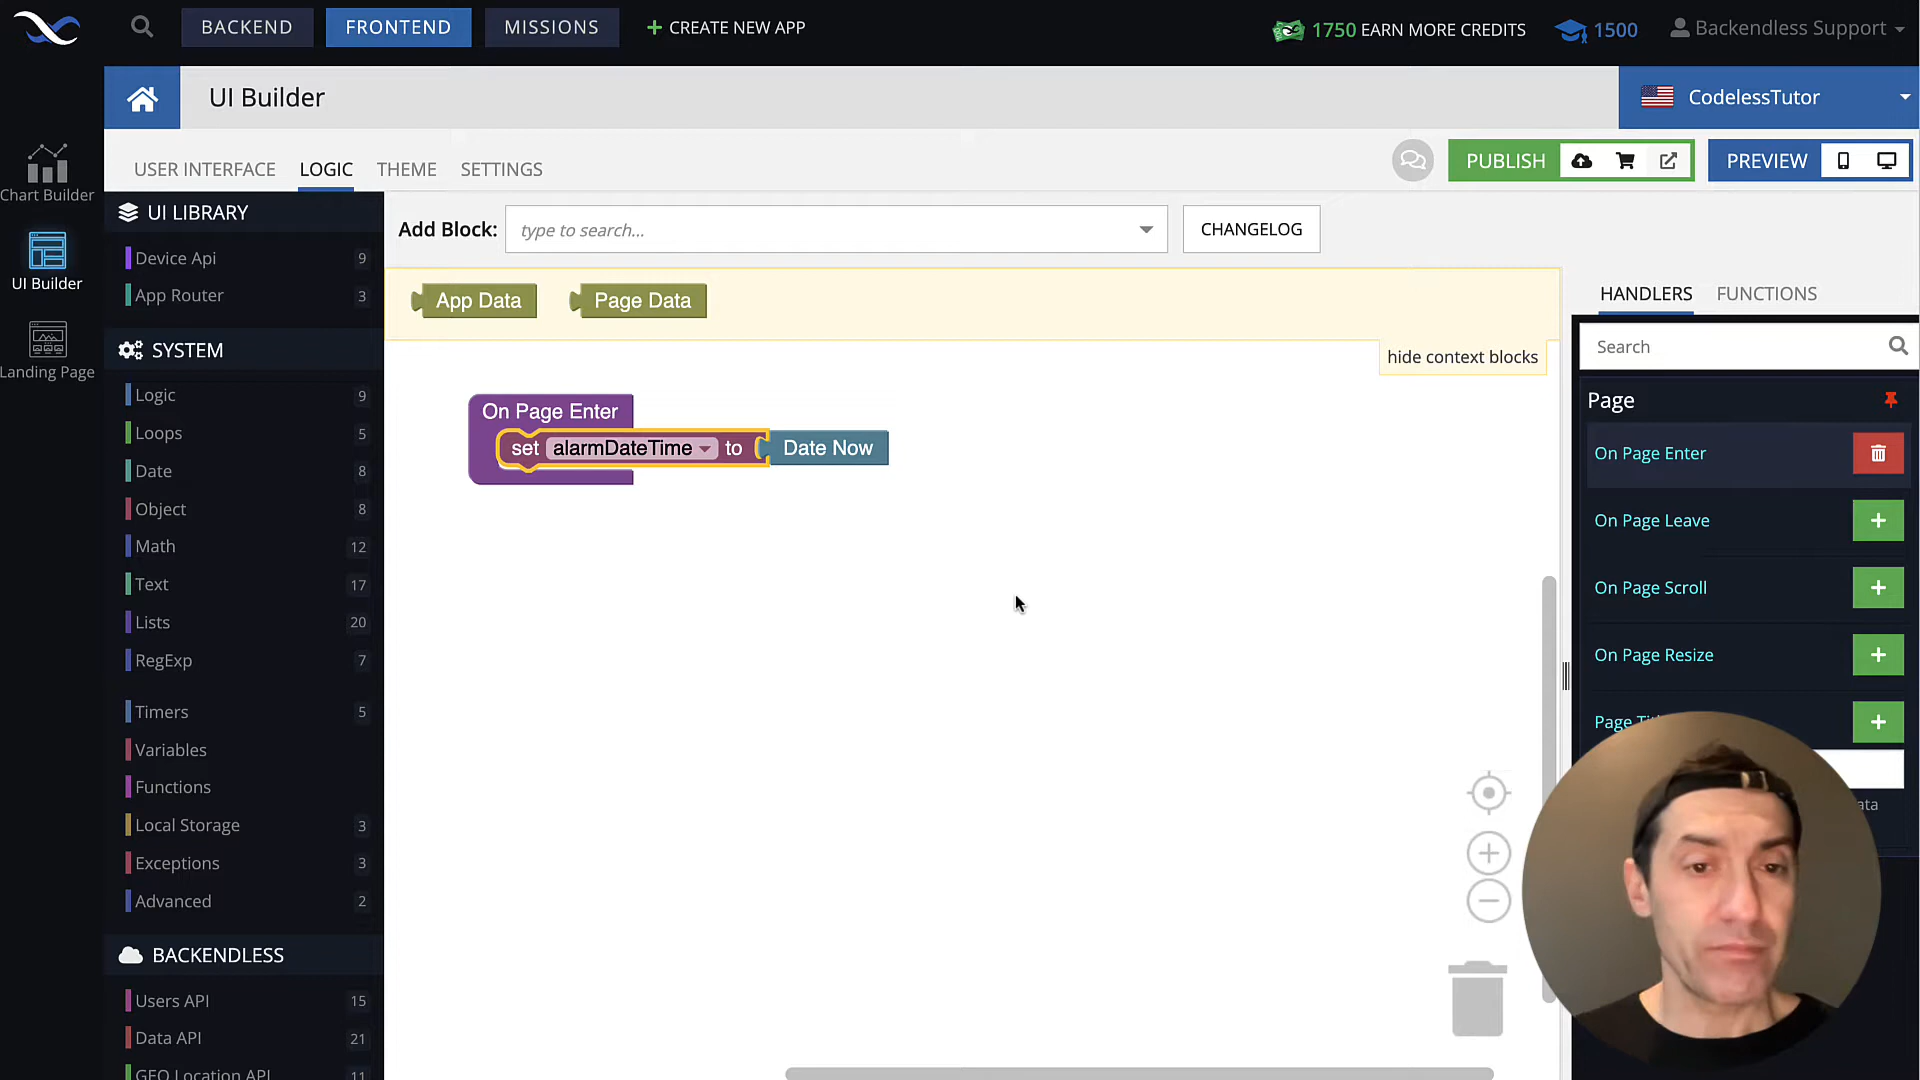 BACKEND
FRONTEND
MISSIONS
+ CREATE NEW APP
1750 EARN MORE CREDITS
1500
Backendless Support
UI Builder
CodelessTutor
USER INTERFACE
LOGIC
THEME
SETTINGS
PUBLISH
PREVIEW
Chart Builder
UI Builder
Landing Page
UI LIBRARY
Device Api 9
App Router 3
SYSTEM
Logic 9
Loops 5
Date 8
Object 8
Math 12
Text 17
Lists 20
RegExp 7
Timers 5
Variables
Functions
Local Storage 3
Exceptions 3
Advanced 2
BACKENDLESS
Users API 15
Data API 21
GEO Location API 11
Add Block: type to search...
CHANGELOG
App Data
Page Data
hide context blocks
On Page Enter
set alarmDateTime to Date Now
HANDLERS
FUNCTIONS
Search
Page
On Page Enter
On Page Leave
On Page Scroll
On Page Resize
Page